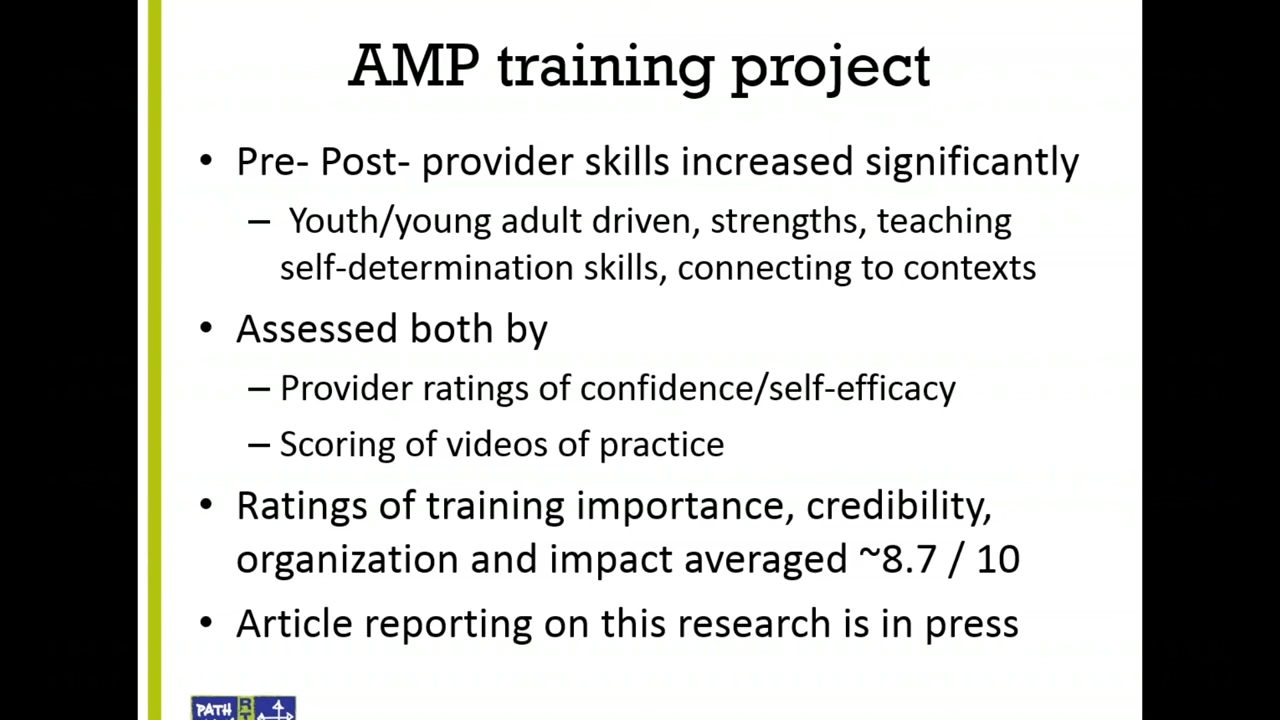 AMP training project
• Pre- Post- provider skills increased significantly
– Youth/young adult driven, strengths, teaching
self-determination skills, connecting to contexts
• Assessed both by
– Provider ratings of confidence/self-efficacy
– Scoring of videos of practice
• Ratings of training importance, credibility,
organization and impact averaged ~8.7 / 10
• Article reporting on this research is in press
PATH